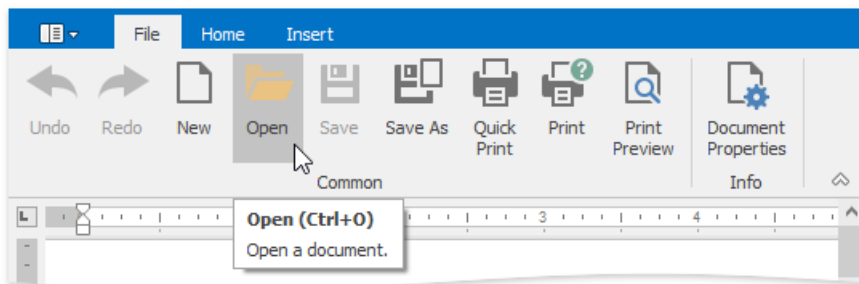 File Home Insert
Undo Redo New Open Save Save As Quick Print Print Print Preview Document Properties
Common Info
L 3 4
Open (Ctrl+O)
Open a document.